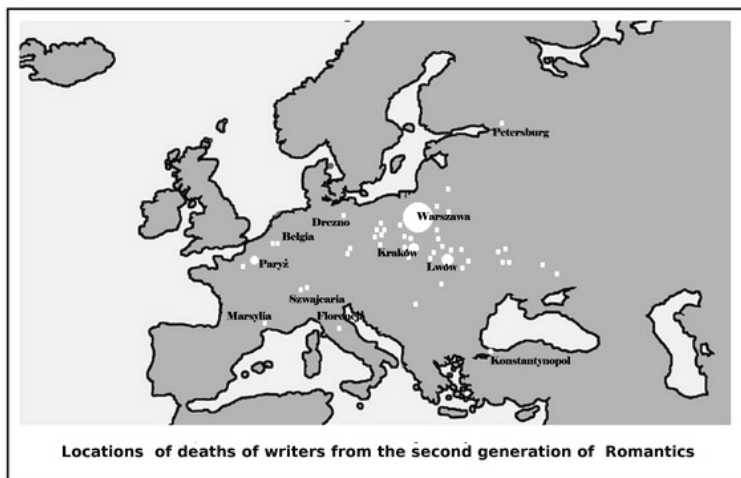 Petersburg
Warszawa
Drezno
Belgia
Kraków
Lwów
Paryż
Szwajcaria
Marsylia
Florencja
Konstantynopol
Locations of deaths of writers from the second generation of Romantics